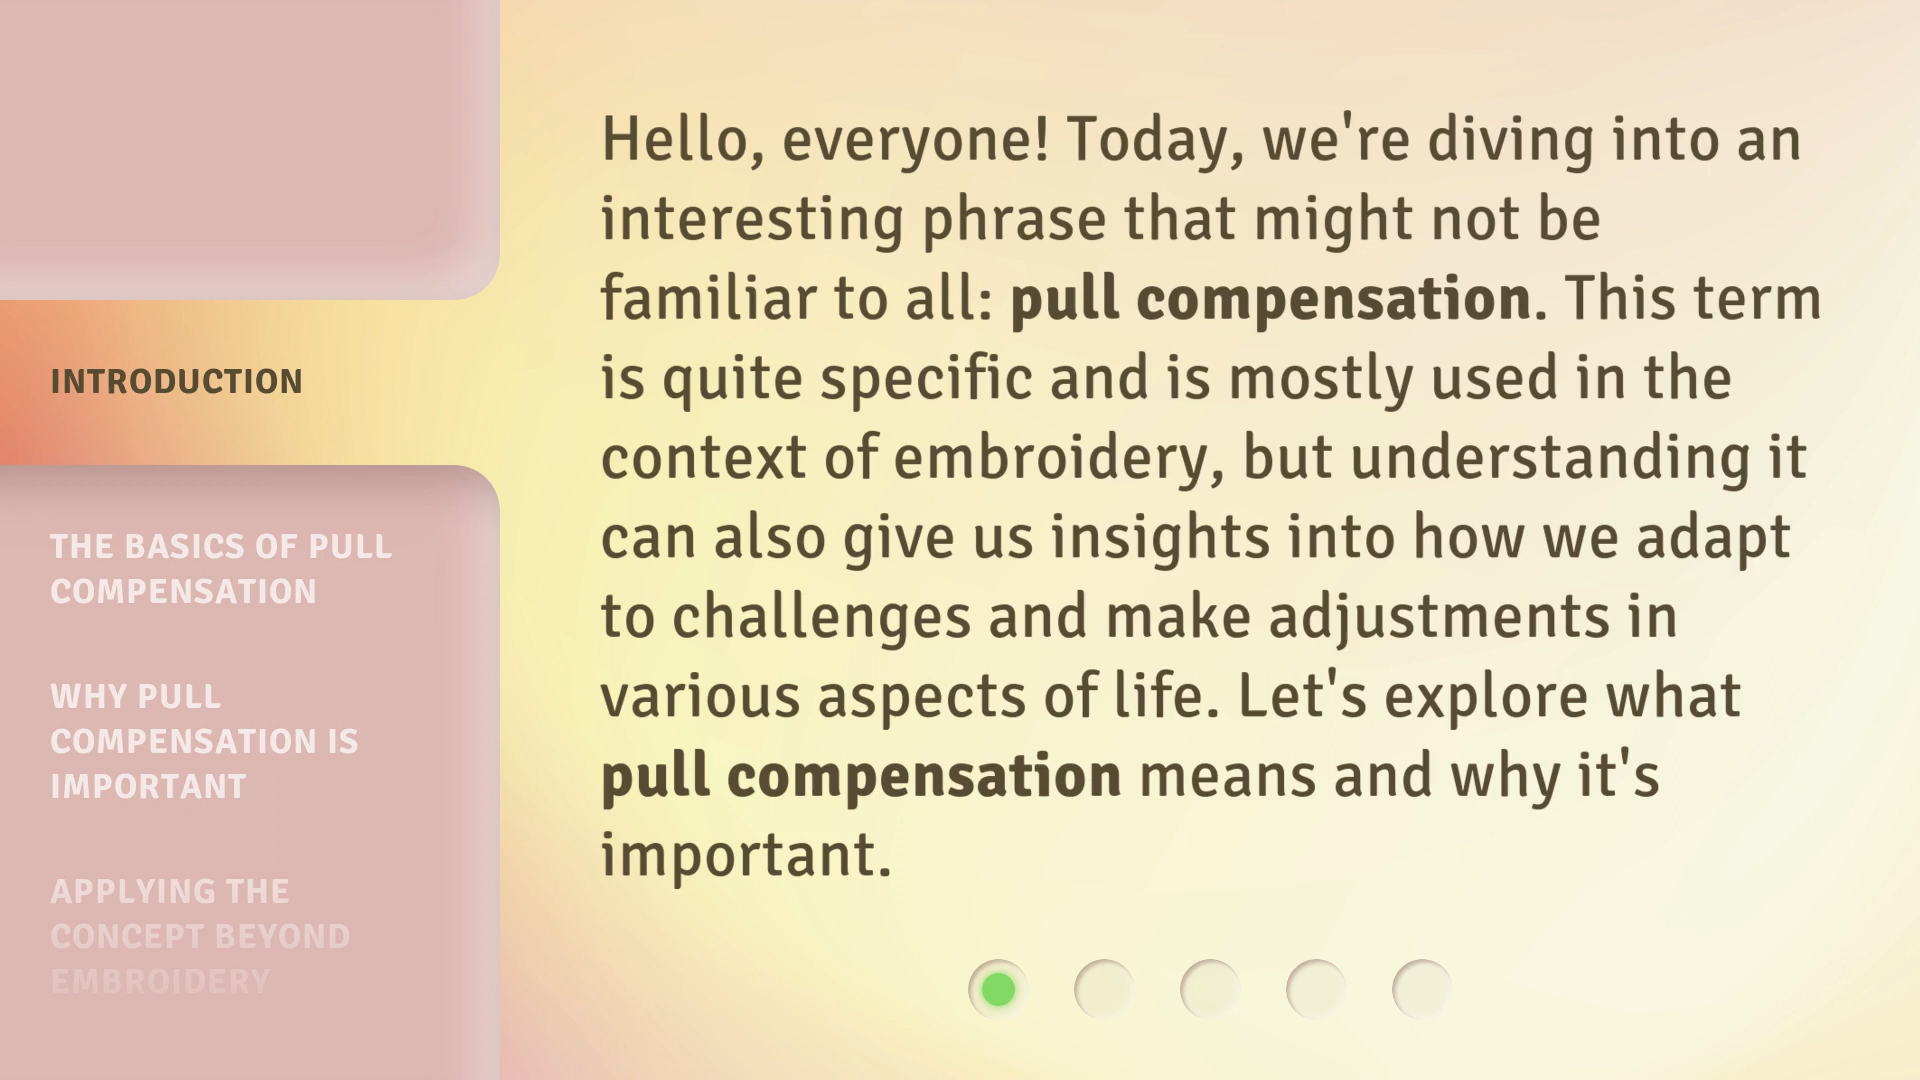 INTRODUCTION
THE BASICS OF PULL
COMPENSATION
WHY PULL
COMPENSATION IS
IMPORTANT
APPLYING THE
CONCEPT BEYOND
EMBROIDERY
Hello, everyone! Today, we're diving into an
interesting phrase that might not be
familiar to all: pull compensation. This term
is quite specific and is mostly used in the
context of embroidery, but understanding it
can also give us insights into how we adapt
to challenges and make adjustments in
various aspects of life. Let's explore what
pull compensation means and why it's
important.